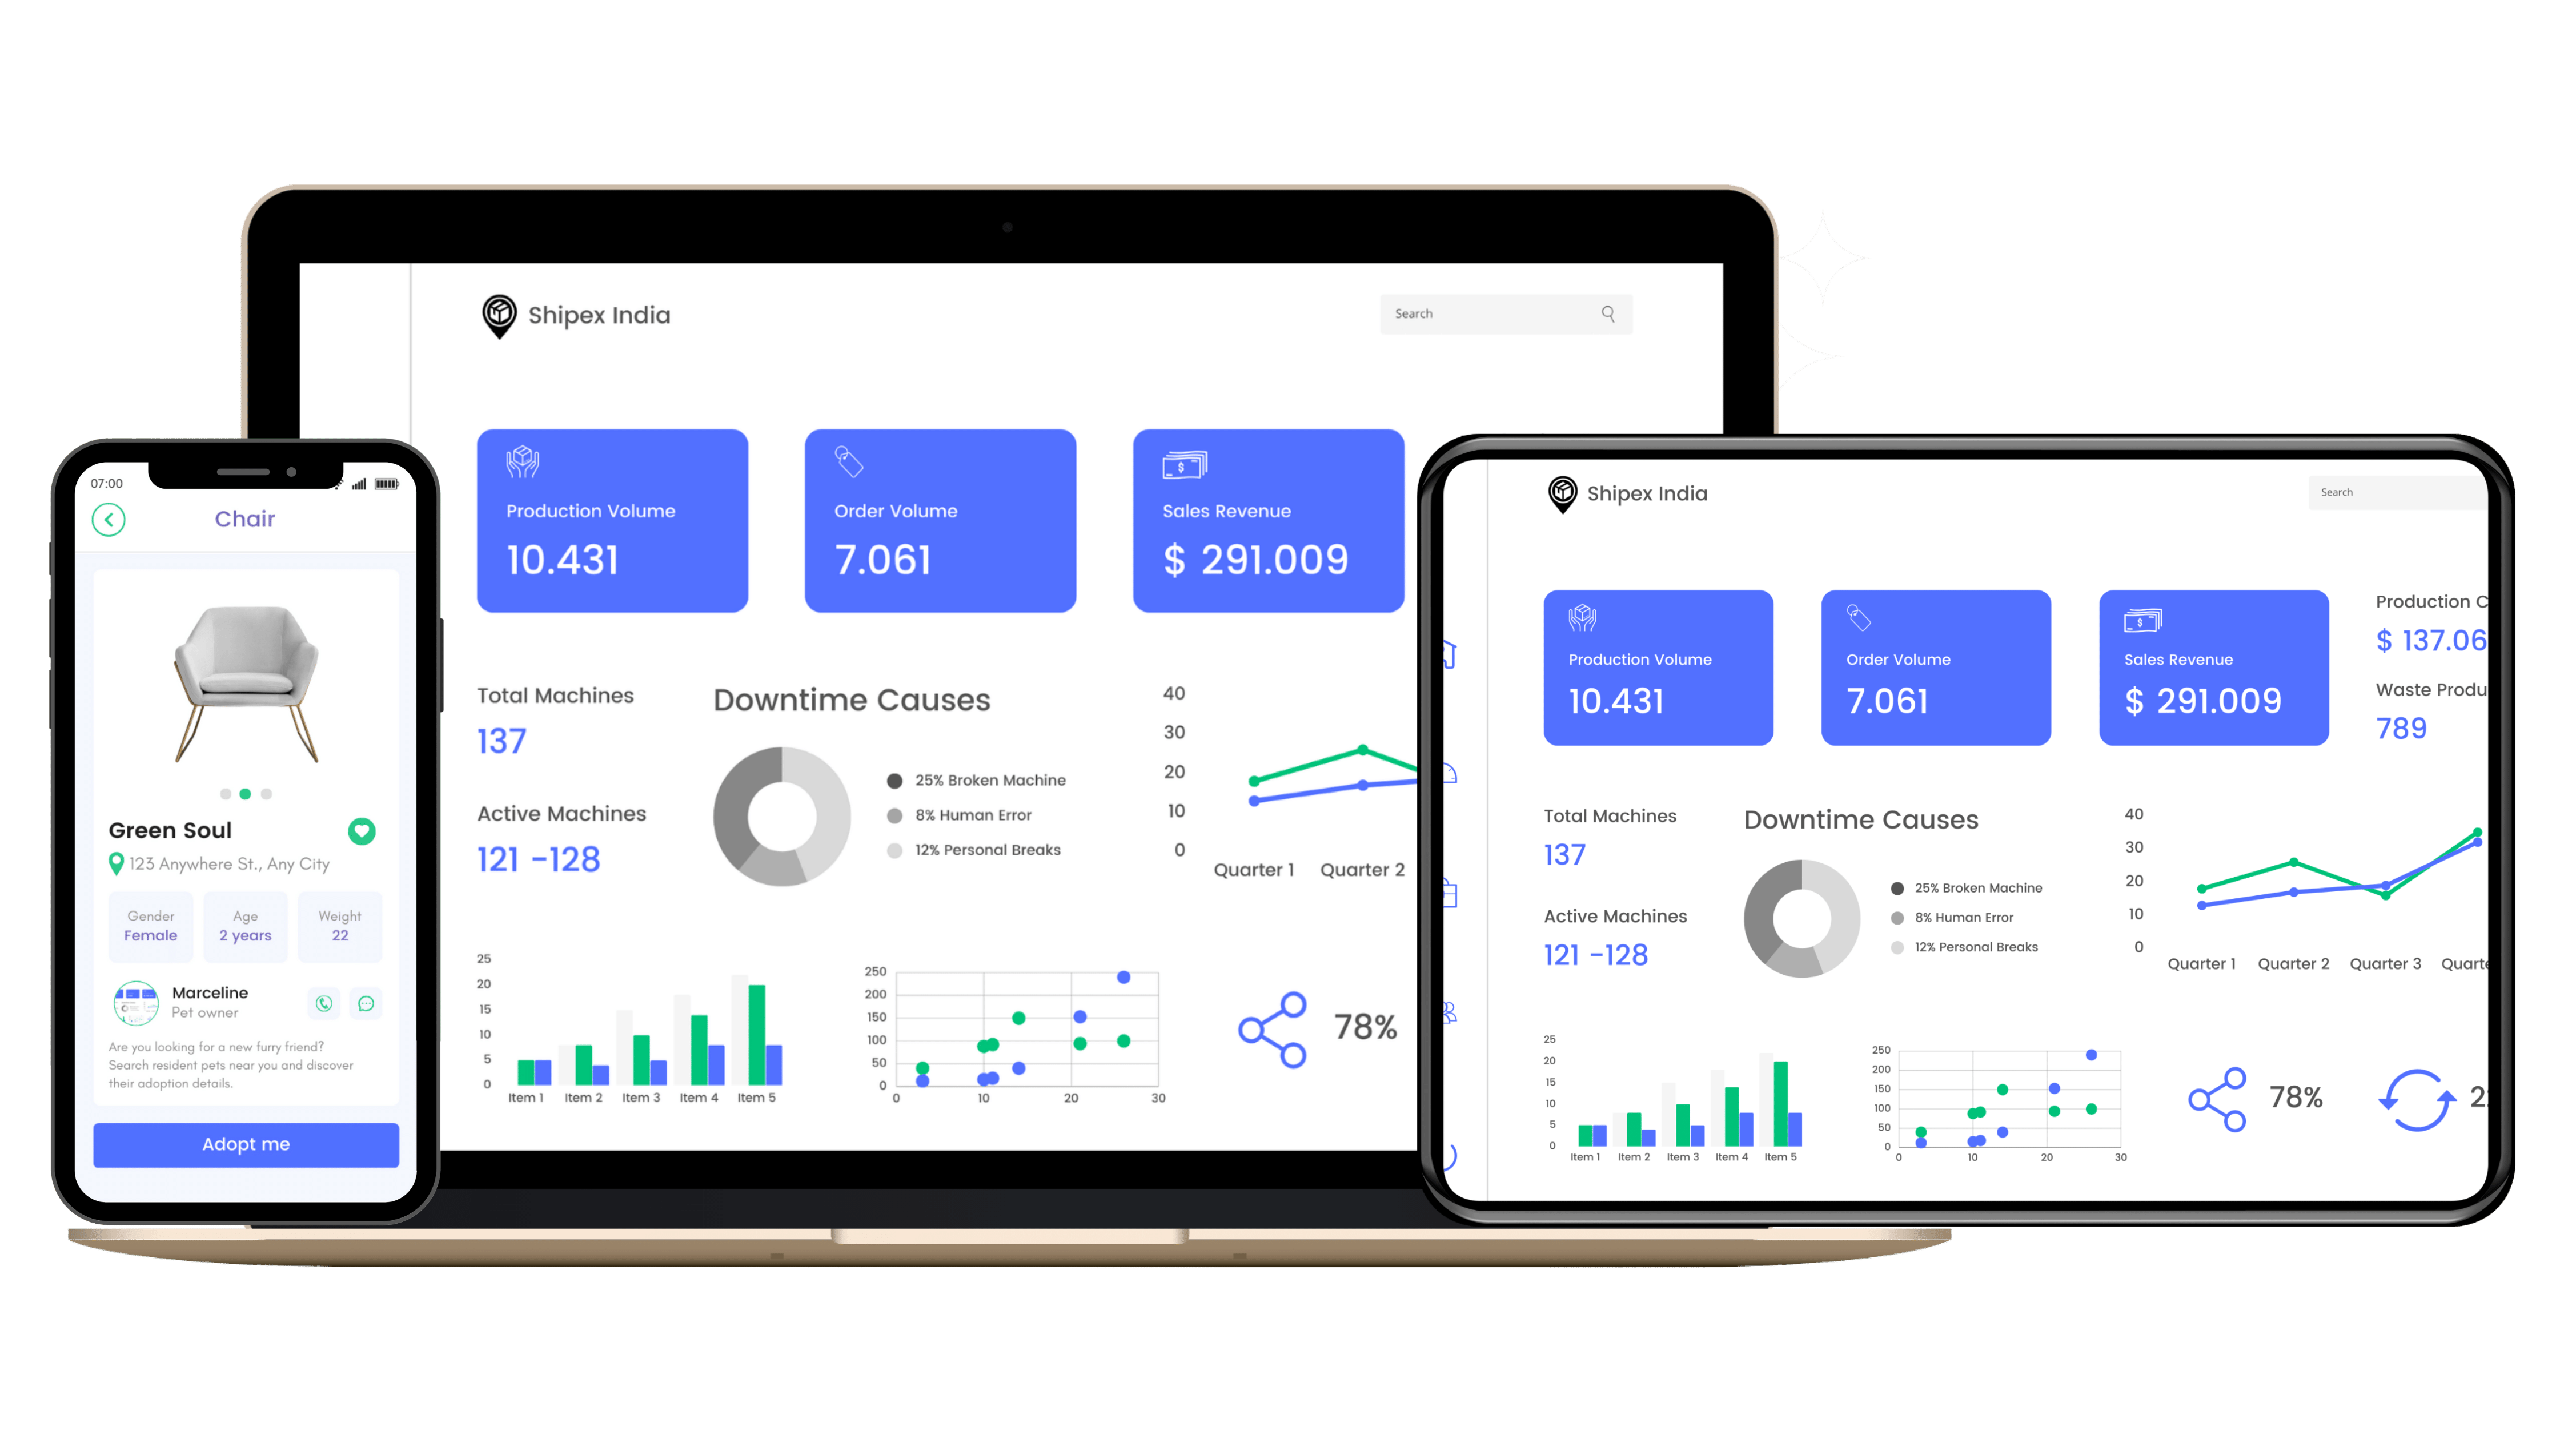 Shipex India
Search
Production Volume
10.431
Order Volume
7.061
Sales Revenue
$ 291.009
Total Machines
137
Active Machines
121 -128
Downtime Causes
25% Broken Machine
8% Human Error
12% Personal Breaks
40
30
20
10
0
Quarter 1 Quarter 2
25
20
15
10
5
0
Item 1 Item 2 Item 3 Item 4 Item 5
250
200
150
100
50
0
0 10 20 30
78%
07:00
Chair
Green Soul
123 Anywhere St., Any City
Gender Age Weight
Female 2 years 22
Marceline
Pet owner
Are you looking for a new furry friend?
Search resident pets near you and discover
their adoption details.
Adopt me
Shipex India
Search
Production Volume
10.431
Order Volume
7.061
Sales Revenue
$ 291.009
Production C
$ 137.06
Waste Produ
789
Total Machines
137
Active Machines
121 -128
Downtime Causes
25% Broken Machine
8% Human Error
12% Personal Breaks
40
30
20
10
0
Quarter 1 Quarter 2 Quarter 3 Quarte
25
20
15
10
5
0
Item 1 Item 2 Item 3 Item 4 Item 5
250
200
150
100
50
0
0 10 20 30
78%